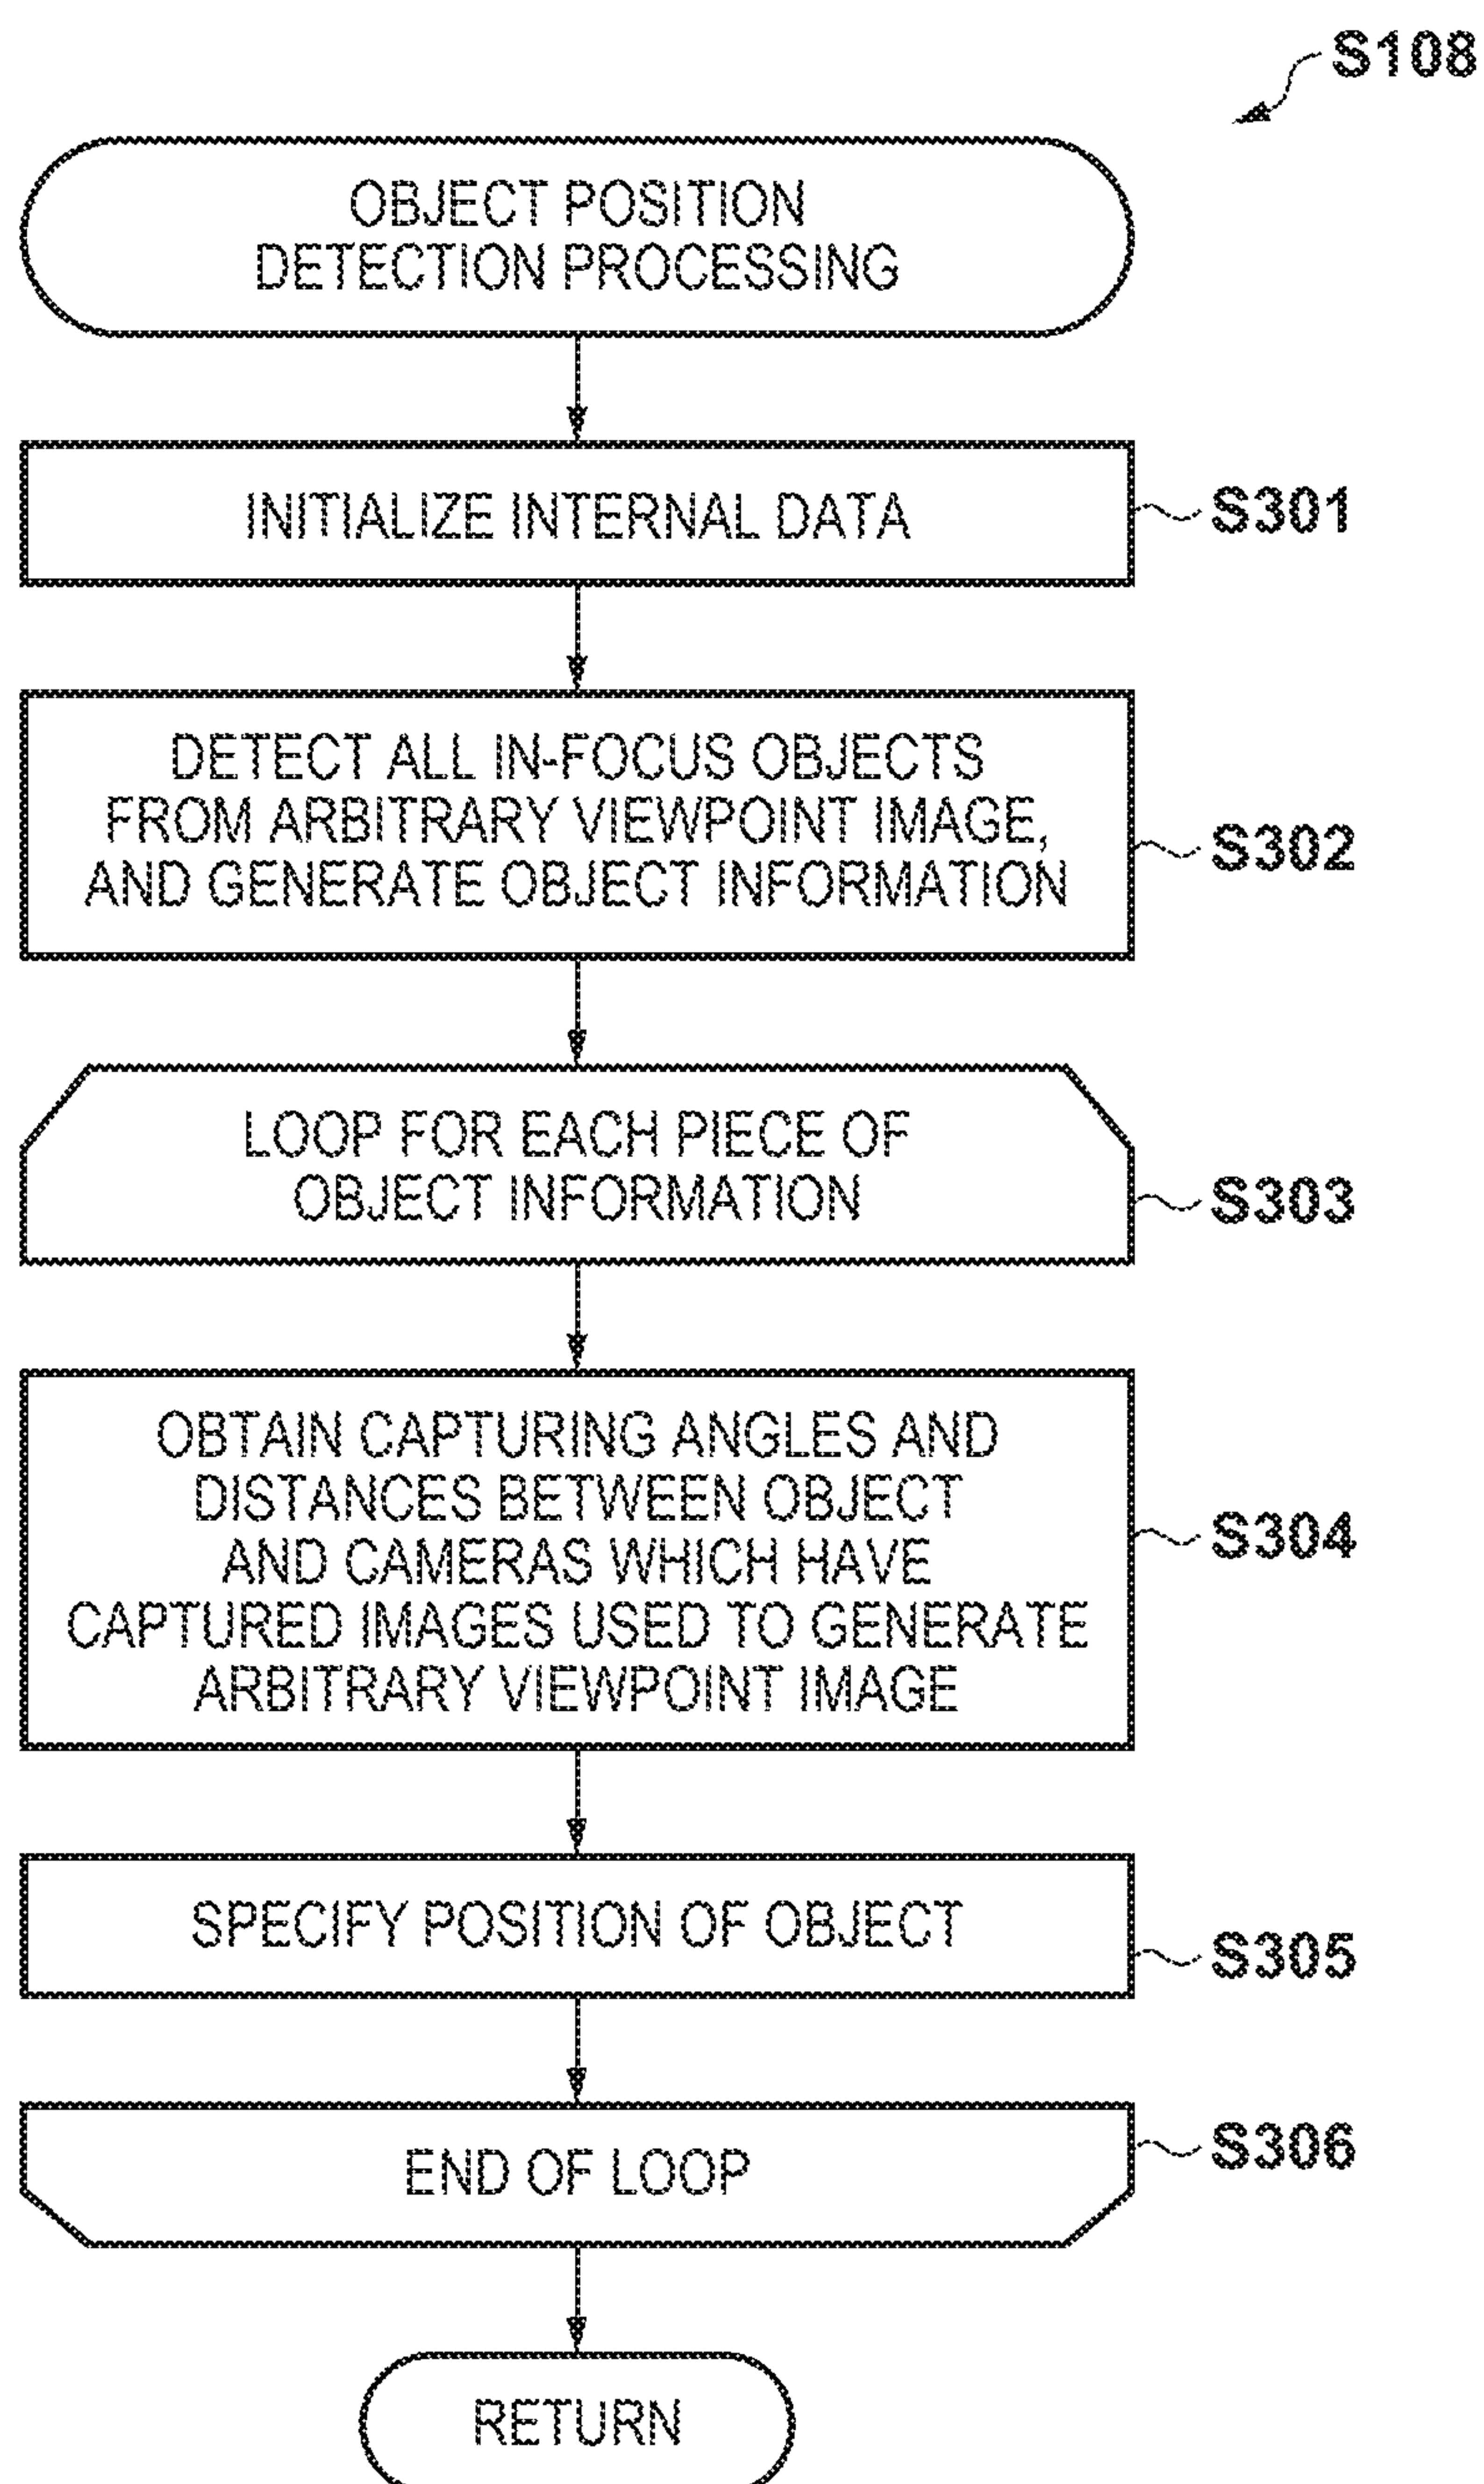 S108
OBJECT POSITION
DETECTION PROCESSING
INITIALIZE INTERNAL DATA
S301
DETECT ALL IN-FOCUS OBJECTS
FROM ARBITRARY VIEWPOINT IMAGE,
AND GENERATE OBJECT INFORMATION
S302
LOOP FOR EACH PIECE OF
OBJECT INFORMATION
S303
OBTAIN CAPTURING ANGLES AND
DISTANCES BETWEEN OBJECT
AND CAMERAS WHICH HAVE
CAPTURED IMAGES USED TO GENERATE
ARBITRARY VIEWPOINT IMAGE
S304
SPECIFY POSITION OF OBJECT
S305
END OF LOOP
S306
RETURN